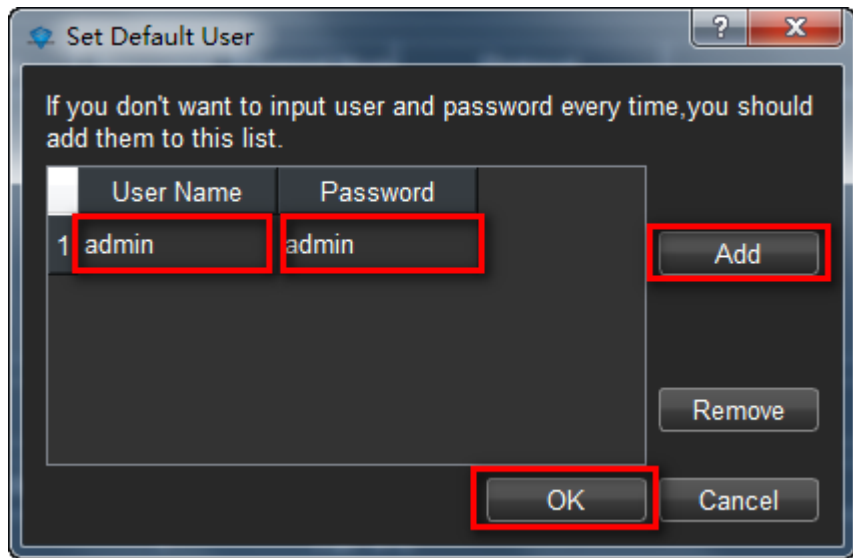 Set Default User
?
X
If you don't want to input user and password every time,you should
add them to this list.
User Name Password
1 admin admin
Add
Remove
OK Cancel